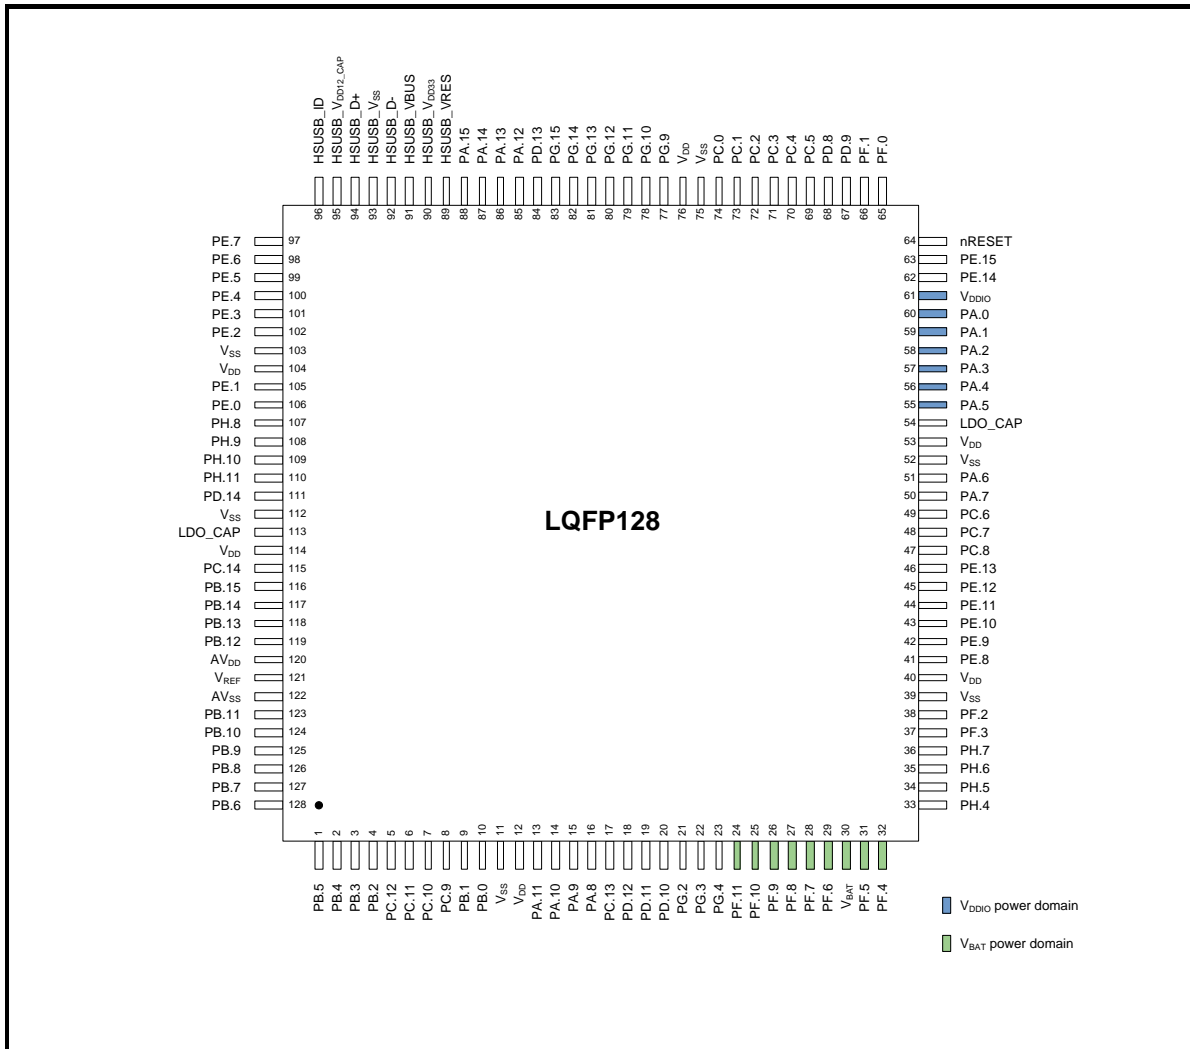 HSUSB_ID
HSUSB_VDD12_CAP
HSUSB_D+
HSUSB_VSS
HSUSB_D-
HSUSB_VBUS
HSUSB_VDD33
HSUSB_VRES
PA.15
PA.14
PA.13
PA.12
PD.13
PG.15
PG.14
PG.13
PG.12
PG.11
PG.10
PG.9
VDD
VSS
PC.0
PC.1
PC.2
PC.3
PC.4
PC.5
PD.8
PD.9
PF.1
PF.0
96 95 94 93 92 91 90 89 88 87 86 85 84 83 82 81 80 79 78 77 76 75 74 73 72 71 70 69 68 67 66 65
PE.7 97
PE.6 98
PE.5 99
PE.4 100
PE.3 101
PE.2 102
VSS 103
VDD 104
PE.1 105
PE.0 106
PH.8 107
PH.9 108
PH.10 109
PH.11 110
PD.14 111
VSS 112
LDO_CAP 113
VDD 114
PC.14 115
PB.15 116
PB.14 117
PB.13 118
PB.12 119
AVDD 120
VREF 121
AVSS 122
PB.11 123
PB.10 124
PB.9 125
PB.8 126
PB.7 127
PB.6 128
LQFP128
64 nRESET
63 PE.15
62 PE.14
61 VDDIO
60 PA.0
59 PA.1
58 PA.2
57 PA.3
56 PA.4
55 PA.5
54 LDO_CAP
53 VDD
52 VSS
51 PA.6
50 PA.7
49 PC.6
48 PC.7
47 PC.8
46 PE.13
45 PE.12
44 PE.11
43 PE.10
42 PE.9
41 PE.8
40 VDD
39 VSS
38 PF.2
37 PF.3
36 PH.7
35 PH.6
34 PH.5
33 PH.4
1 2 3 4 5 6 7 8 9 10 11 12 13 14 15 16 17 18 19 20 21 22 23 24 25 26 27 28 29 30 31 32
PB.5
PB.4
PB.3
PB.2
PC.12
PC.11
PC.10
PC.9
PB.1
PB.0
VSS
VDD
PA.11
PA.10
PA.9
PA.8
PC.13
PD.12
PD.11
PD.10
PG.2
PG.3
PG.4
PF.11
PF.10
PF.9
PF.8
PF.7
PF.6
VBAT
PF.5
PF.4
VDDIO power domain
VBAT power domain